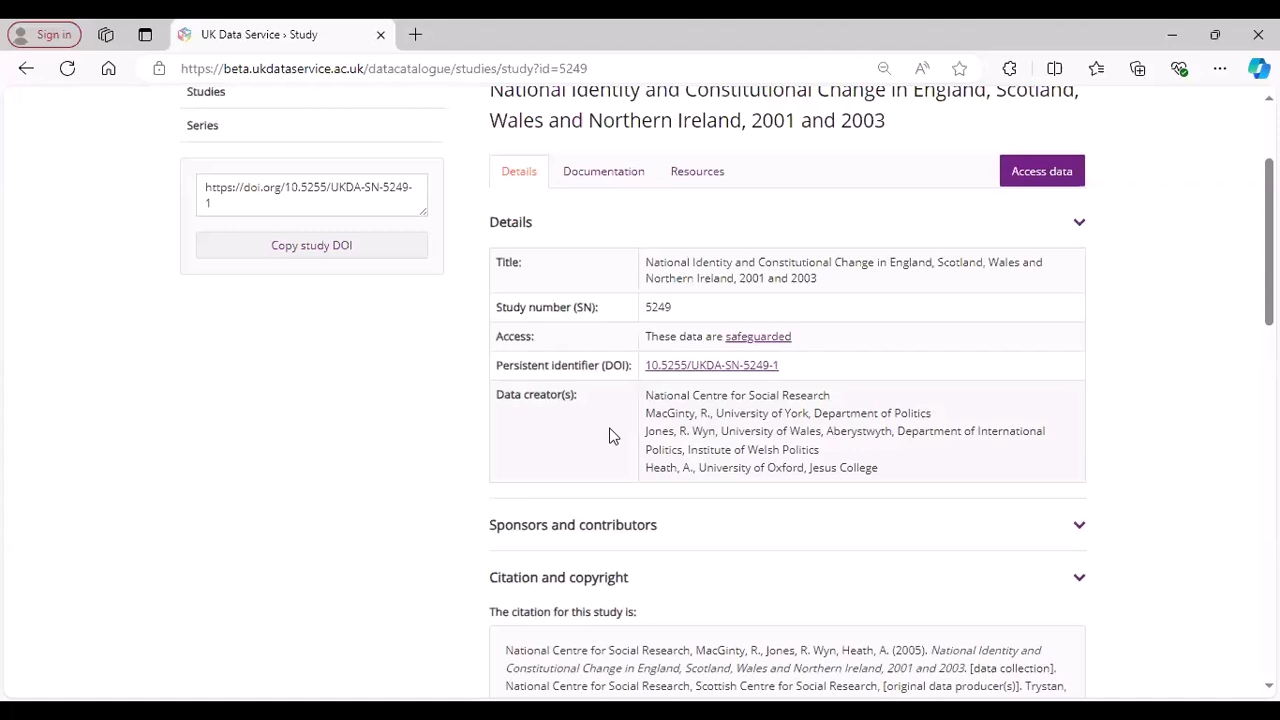 Sign in
UK Data Service › Study
https://beta.ukdataservice.ac.uk/datacatalogue/studies/study?id=5249
Studies
Series
https://doi.org/10.5255/UKDA-SN-5249-
1
Copy study DOI
National Identity and Constitutional Change in England, Scotland,
Wales and Northern Ireland, 2001 and 2003
Details
Documentation
Resources
Access data
Details
Title:
National Identity and Constitutional Change in England, Scotland, Wales and
Northern Ireland, 2001 and 2003
Study number (SN):
5249
Access:
These data are safeguarded
Persistent identifier (DOI):
10.5255/UKDA-SN-5249-1
Data creator(s):
National Centre for Social Research
MacGinty, R., University of York, Department of Politics
Jones, R. Wyn, University of Wales, Aberystwyth, Department of International
Politics, Institute of Welsh Politics
Heath, A., University of Oxford, Jesus College
Sponsors and contributors
Citation and copyright
The citation for this study is:
National Centre for Social Research, MacGinty, R., Jones, R. Wyn, Heath, A. (2005). National Identity and
Constitutional Change in England, Scotland, Wales and Northern Ireland, 2001 and 2003. [data collection].
National Centre for Social Research, Scottish Centre for Social Research, [original data producer(s)]. Trystan,